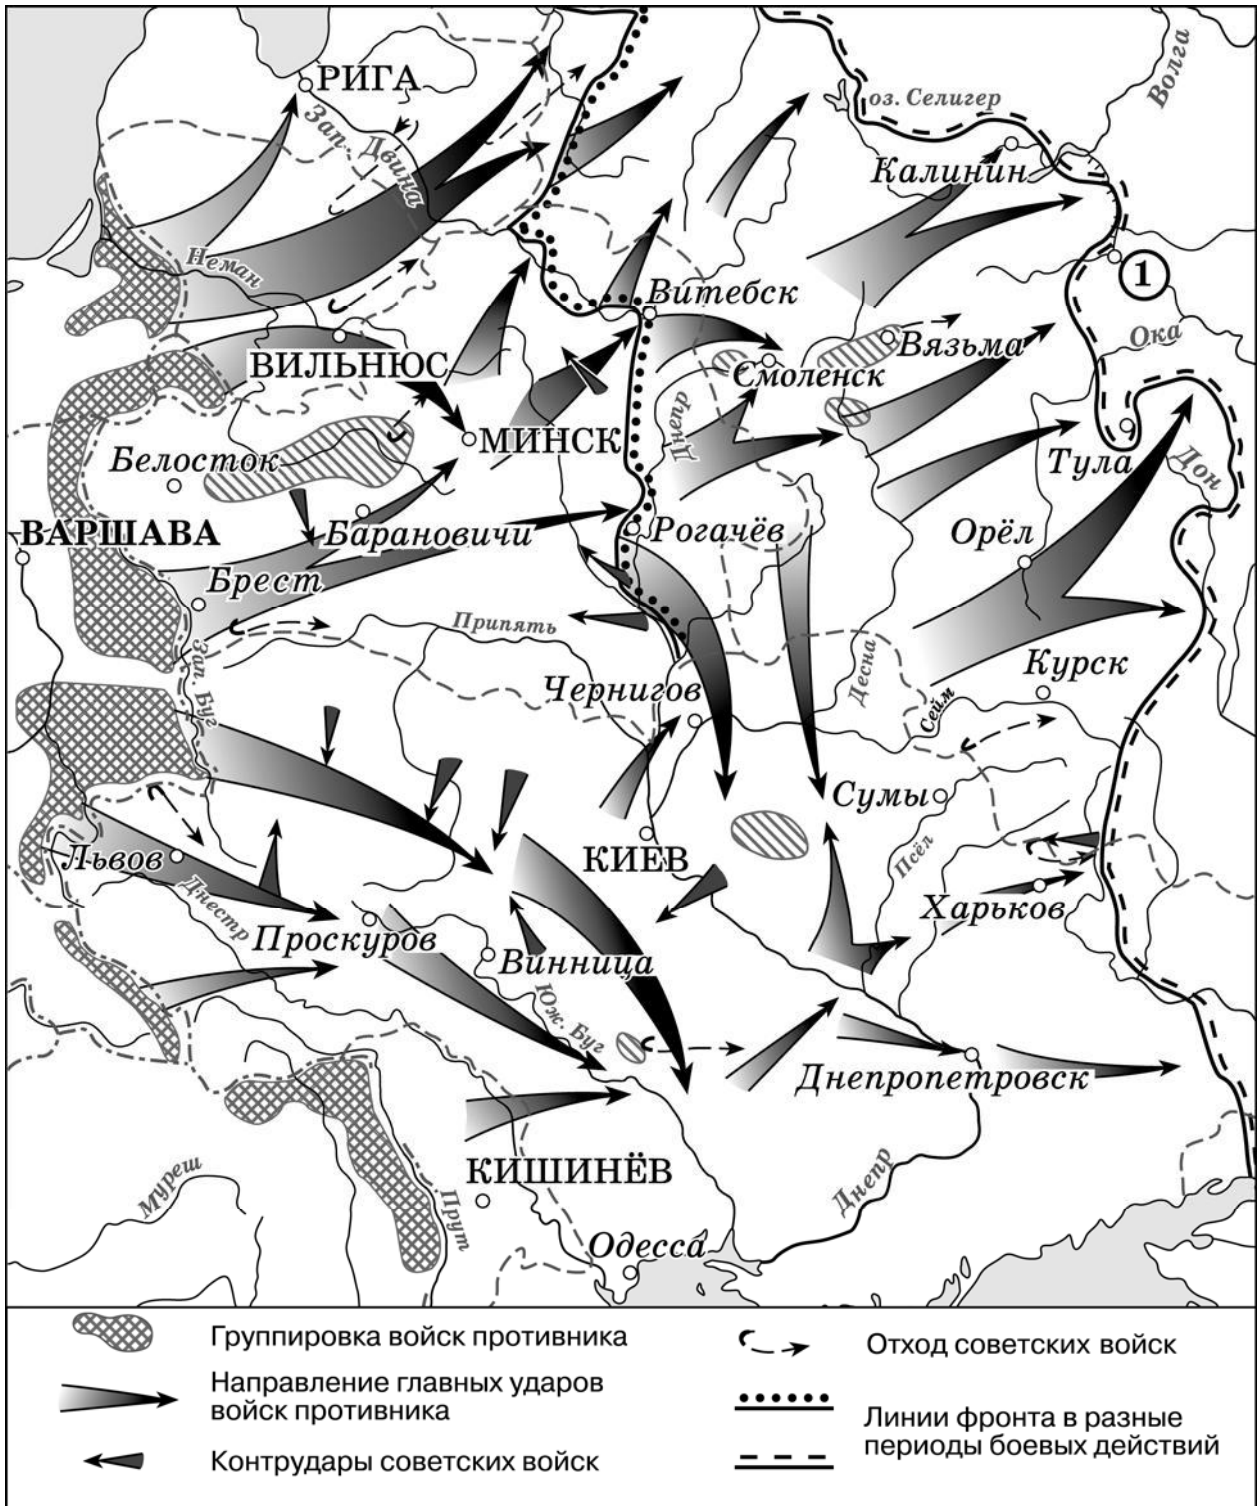 РИГА
Зап. Двина
оз. Селигер
Волга
Калинин
Неман
1
Витебск
Ока
Вязьма
ВИЛЬНЮС
Смоленск
Днепр
МИНСК
Белосток
Тула
Дон
ВАРШАВА
Барановичи
Рогачёв
Орёл
Брест
Припять
Зап. Буг
Десна
Курск
Чернигов
Сейм
Сумы
КИЕВ
Львов
Псёл
Днестр
Харьков
Проскуров
Винница
Юж. Буг
Днепропетровск
КИШИНЁВ
Муреш
Прут
Днепр
Одесса
Группировка войск противника
Направление главных ударов
войск противника
Контрудары советских войск
Отход советских войск
Линии фронта в разные
периоды боевых действий